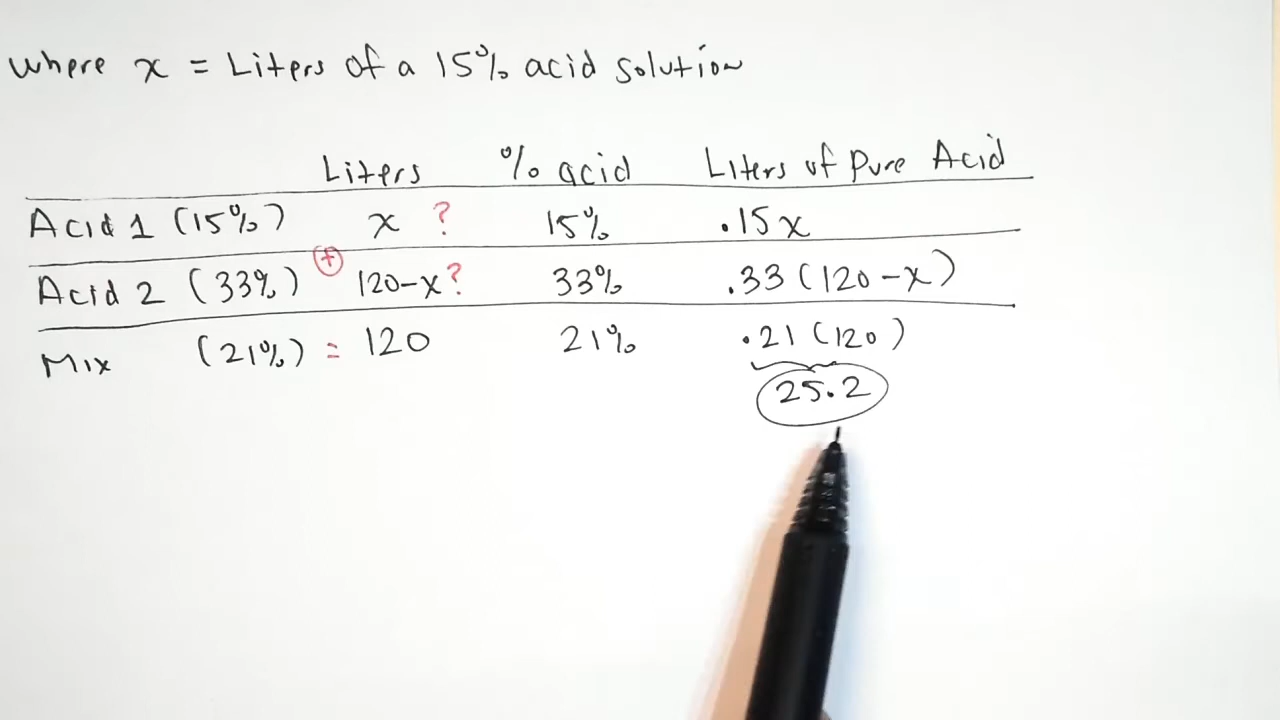 where x = Liters of a 15% acid solution
Liters % acid Liters of Pure Acid
Acid 1 (15%) x ? 15% .15x
Acid 2 (33%) + 120-x? 33% .33(120-x)
Mix (21%) = 120 21% .21(120)
25.2